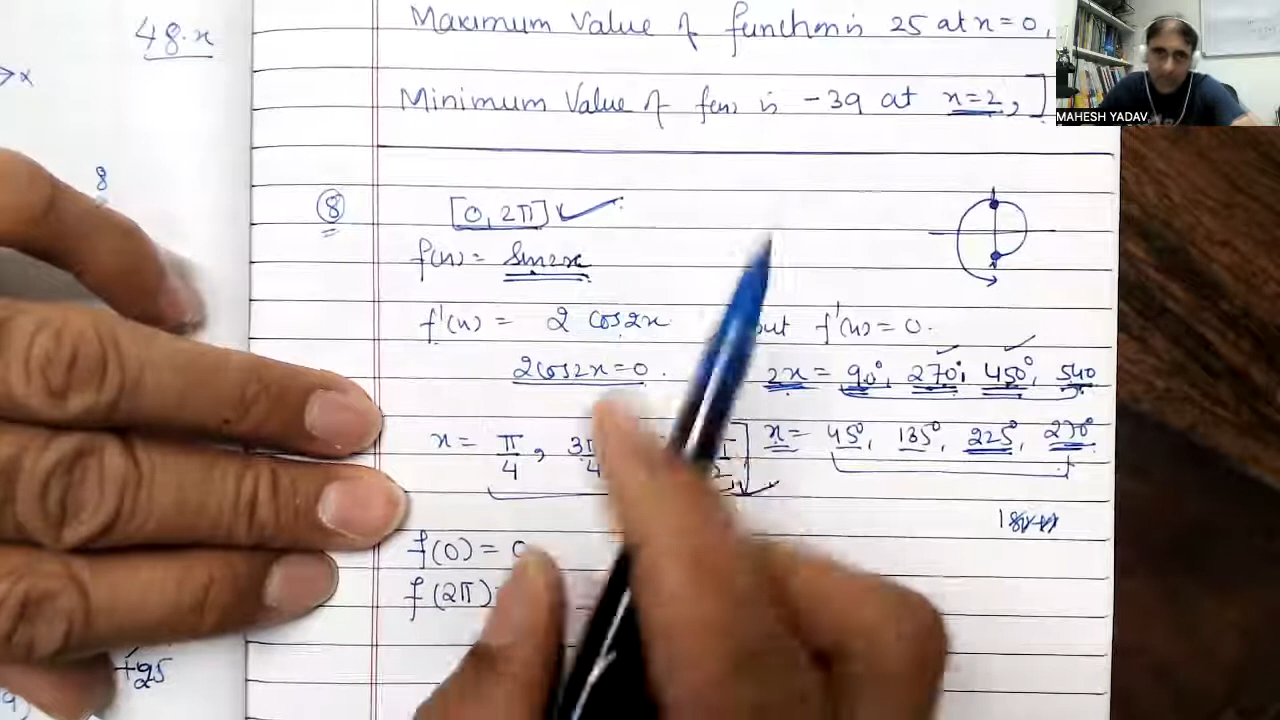 48.x
Maximum Value of function is 25 at x=0,
Minimum Value of f(x) is -39 at x=2,]
MAHESH YADAV
x
8
⑧ [0, 2π] ✓
f(x) = sin2x
f'(x) = 2 cos2x put f'(x) = 0.
2cos2x=0. 2x = 90°, 270°, 450°, 540
x = π/4, 3π/4 x = 45°, 135°, 225°, 270°
f(0) = 0
f(2π)
+95